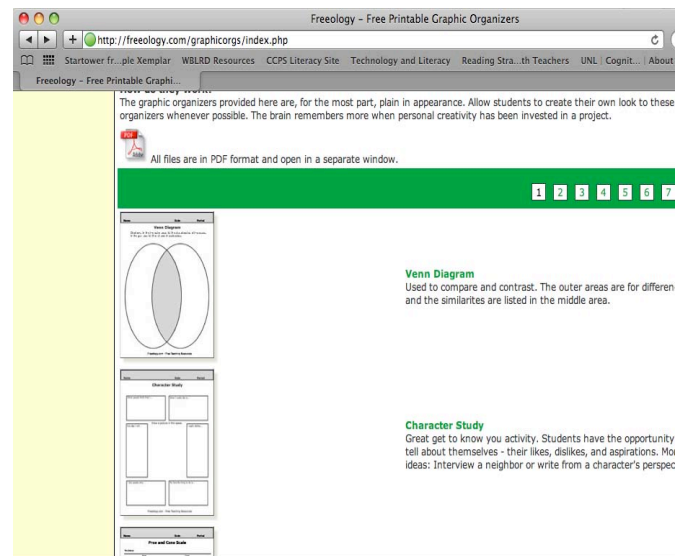 Freeology – Free Printable Graphic Organizers
http://freeology.com/graphicorgs/index.php
Startower fr...ple Xemplar WBLRD Resources CCPS Literacy Site Technology and Literacy Reading Stra...th Teachers UNL | Cognit... | About
Freeology – Free Printable Graphi...
The graphic organizers provided here are, for the most part, plain in appearance. Allow students to create their own look to these
organizers whenever possible. The brain remembers more when personal creativity has been invested in a project.
All files are in PDF format and open in a separate window.
1 2 3 4 5 6 7
Venn Diagram
Venn Diagram
Used to compare and contrast. The outer areas are for differen
and the similarites are listed in the middle area.
Character Study
Character Study
Great get to know you activity. Students have the opportunity
tell about themselves - their likes, dislikes, and aspirations. Mo
ideas: Interview a neighbor or write from a character's perspec
Pros and Cons Scale